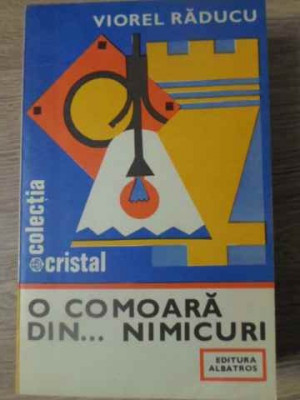 VIOREL RĂDUCU
colecția
cristal
O COMOARĂ
DIN... NIMICURI
EDITURA
ALBATROS